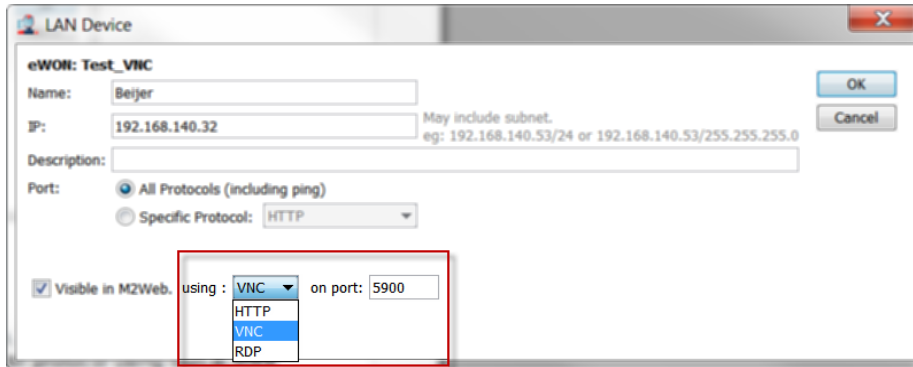 LAN Device
eWON: Test_VNC
Name: Beijer
OK
IP: 192.168.140.32
May include subnet.
eg: 192.168.140.53/24 or 192.168.140.53/255.255.255.0
Cancel
Description:
Port: All Protocols (including ping)
Specific Protocol: HTTP
Visible in M2Web. using : VNC on port: 5900
HTTP
VNC
RDP